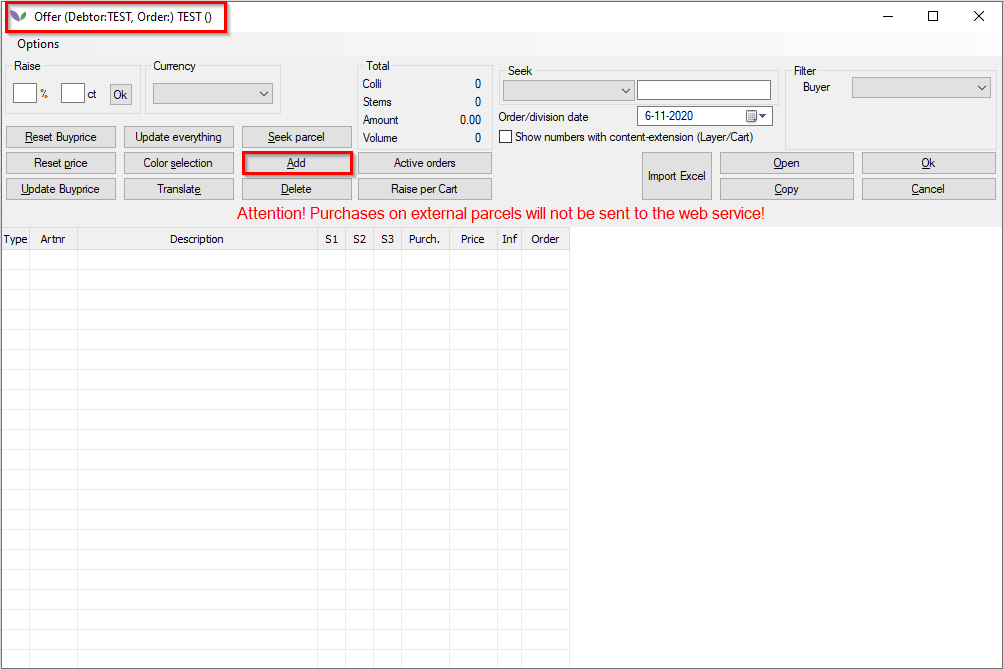 Offer (Debtor:TEST, Order:) TEST ()
Options
Raise
% ct Ok
Currency
Total
Colli 0
Stems 0
Amount 0.00
Volume 0
Seek
Order/division date 6-11-2020
Show numbers with content-extension (Layer/Cart)
Filter
Buyer
Reset Buyprice Update everything Seek parcel
Reset price Color selection Add Active orders
Update Buyprice Translate Delete Raise per Cart
Import Excel
Open Ok
Copy Cancel
Attention! Purchases on external parcels will not be sent to the web service!
Type Artnr Description S1 S2 S3 Purch. Price Inf Order